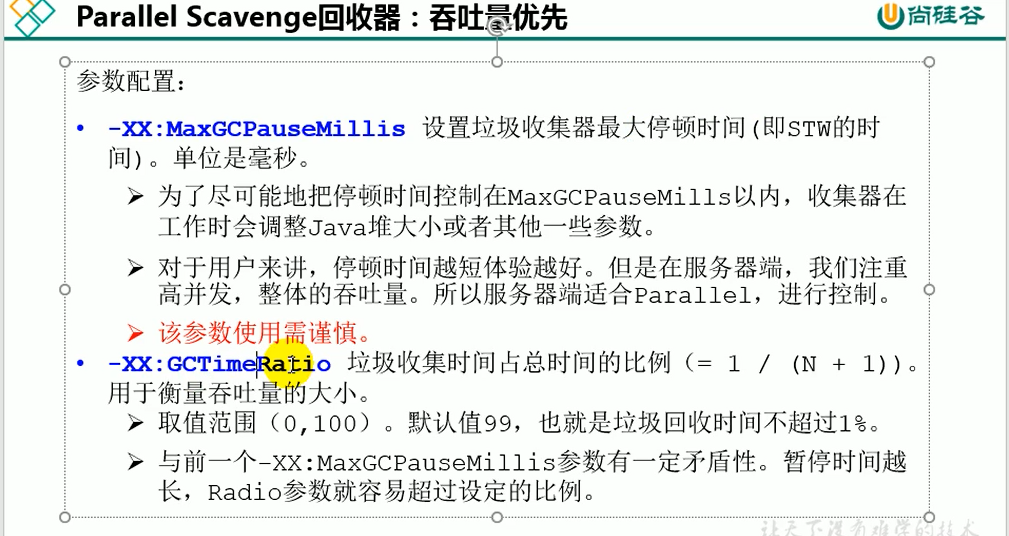 Parallel Scavenge回收器：吞吐量优先
尚硅谷
参数配置：
• -XX:MaxGCPauseMillis 设置垃圾收集器最大停顿时间(即STW的时
间)。单位是毫秒。
➢ 为了尽可能地把停顿时间控制在MaxGCPauseMills以内，收集器在
工作时会调整Java堆大小或者其他一些参数。
➢ 对于用户来讲，停顿时间越短体验越好。但是在服务器端，我们注重
高并发，整体的吞吐量。所以服务器端适合Parallel，进行控制。
➢ 该参数使用需谨慎。
• -XX:GCTimeRatio 垃圾收集时间占总时间的比例（= 1 / (N + 1)）。
用于衡量吞吐量的大小。
➢ 取值范围（0,100）。默认值99，也就是垃圾回收时间不超过1%。
➢ 与前一个-XX:MaxGCPauseMillis参数有一定矛盾性。暂停时间越
长，Radio参数就容易超过设定的比例。
让天下没有难学的技术